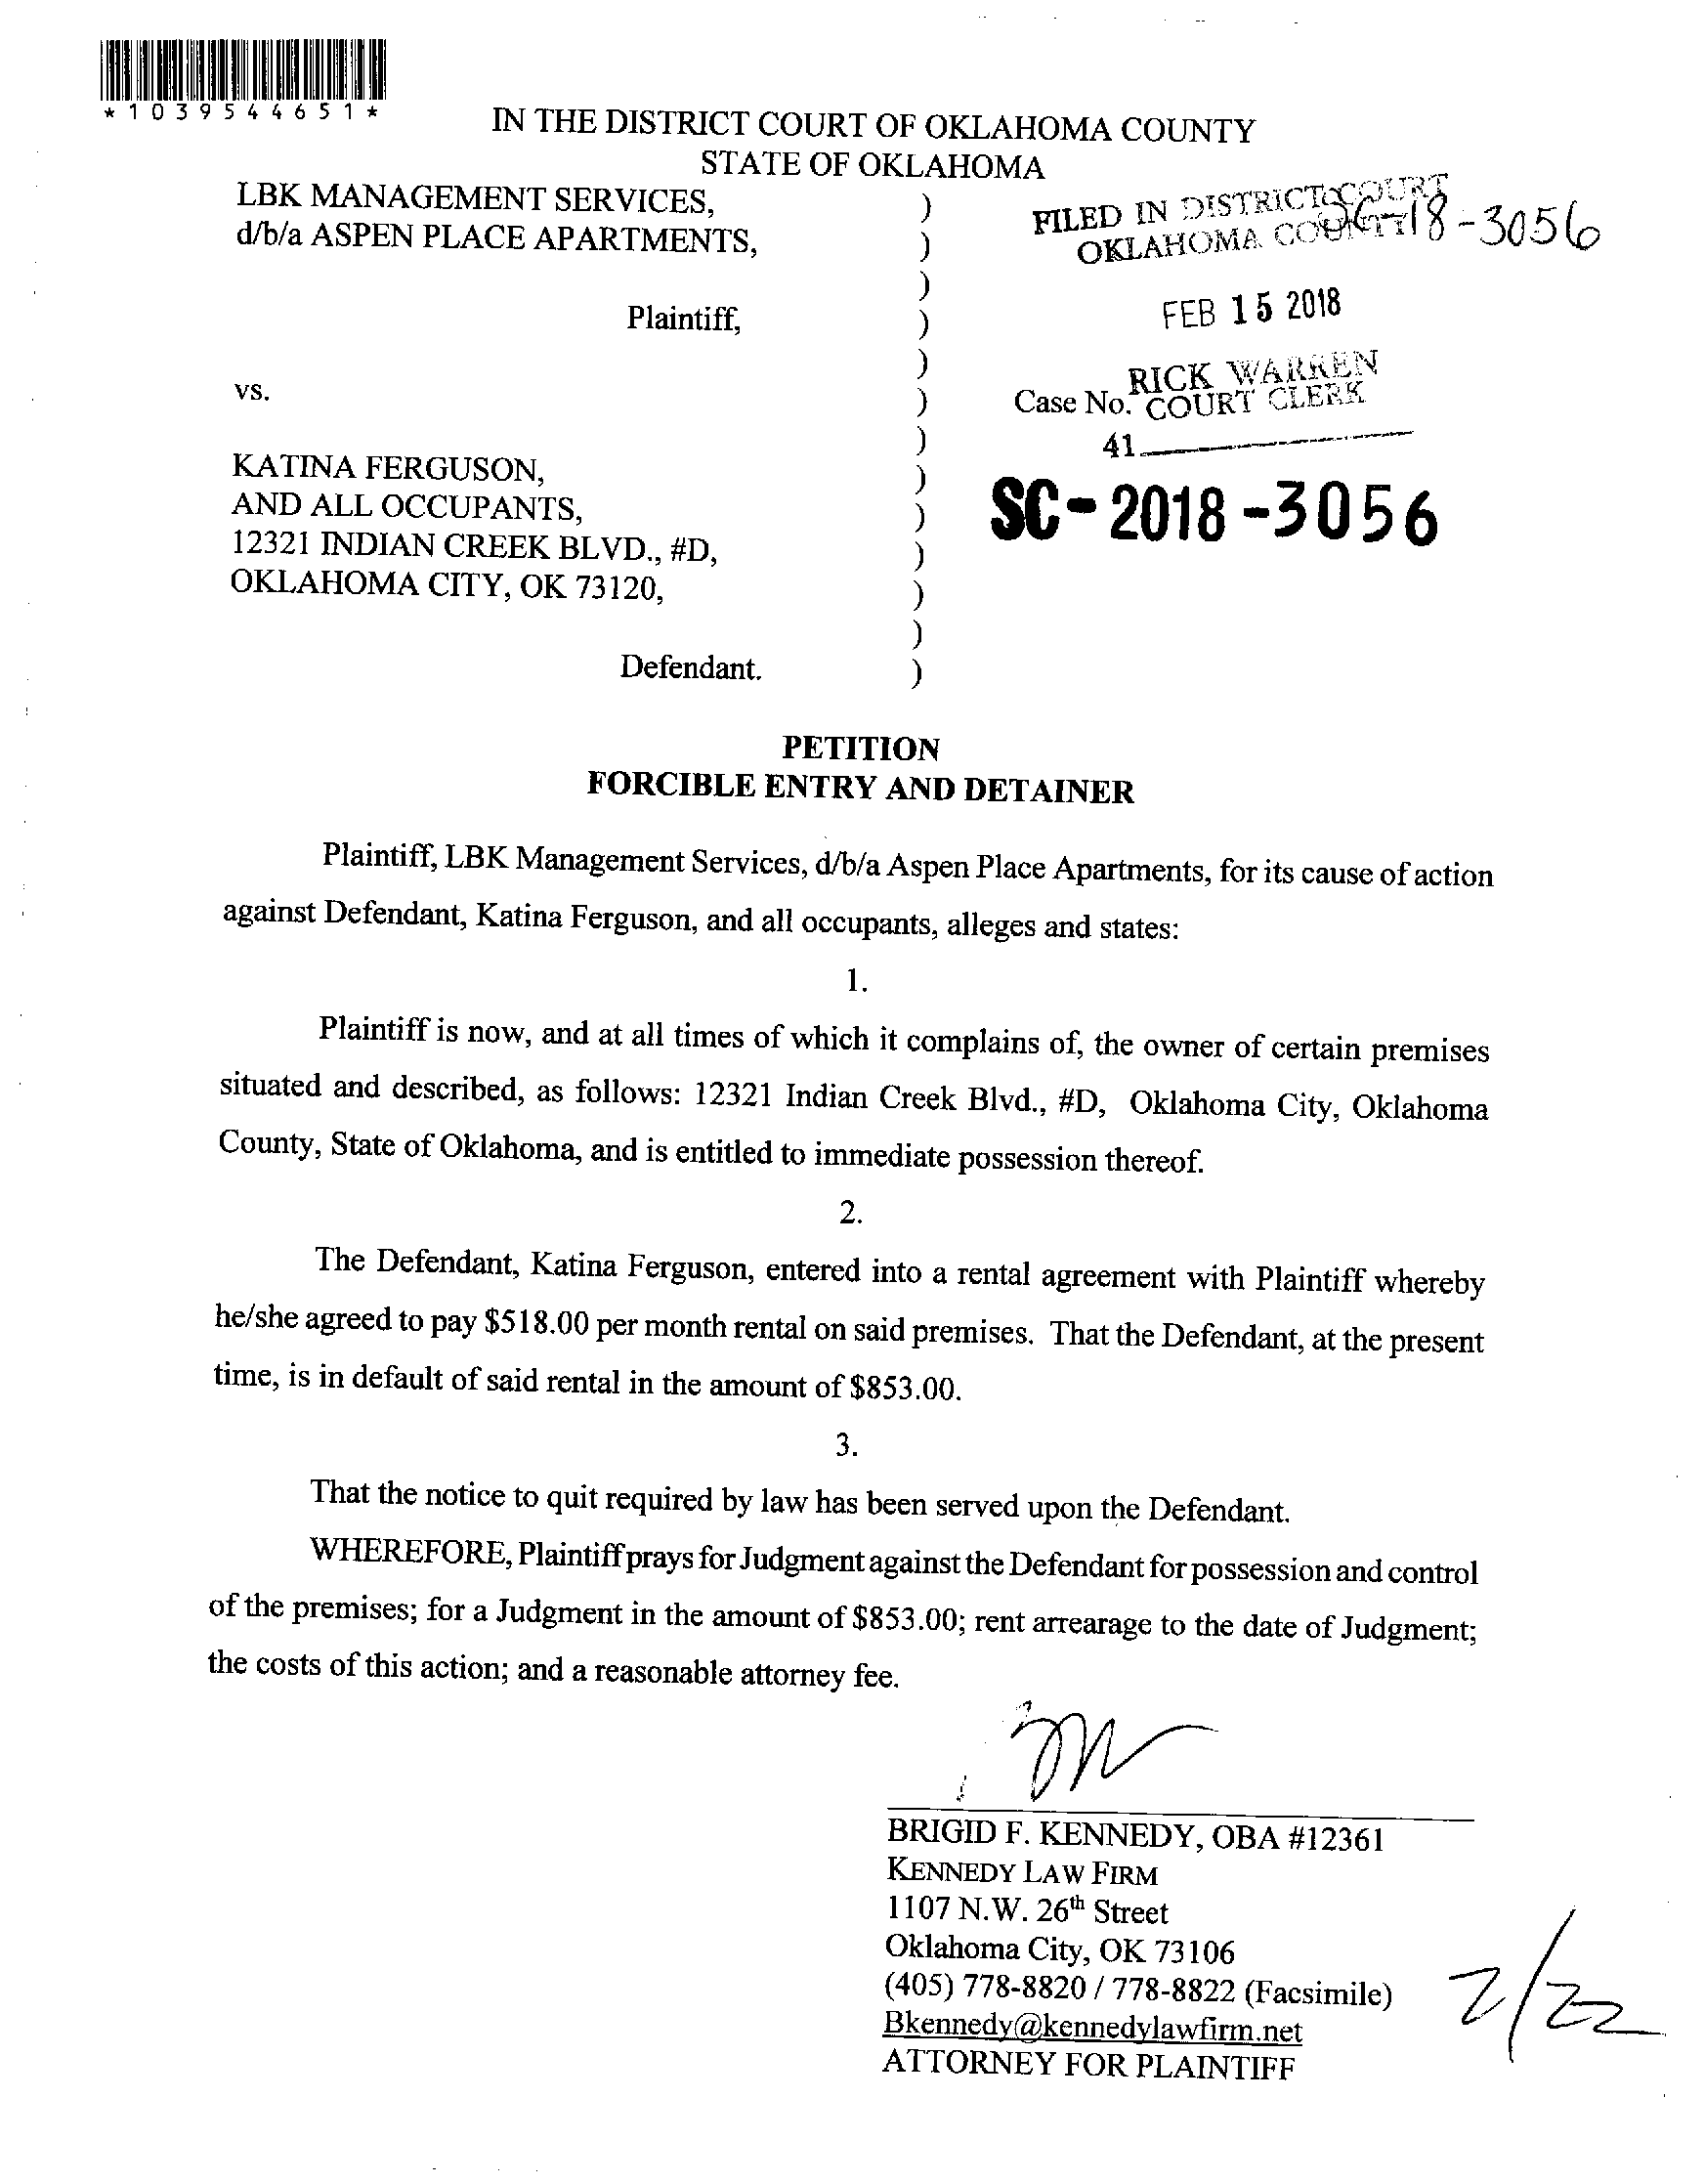 *1039544651*
IN THE DISTRICT COURT OF OKLAHOMA COUNTY
STATE OF OKLAHOMA
LBK MANAGEMENT SERVICES,
d/b/a ASPEN PLACE APARTMENTS,
Plaintiff,
vs.
KATINA FERGUSON,
AND ALL OCCUPANTS,
12321 INDIAN CREEK BLVD., #D,
OKLAHOMA CITY, OK 73120,
Defendant.
)
)
)
)
)
)
)
)
)
)
)
)
)
FILED IN DISTRICT COURT
OKLAHOMA COUNTY
SC-18-3056
FEB 15 2018
RICK WARREN
COURT CLERK
Case No.
41
SC-2018-3056
PETITION
FORCIBLE ENTRY AND DETAINER
Plaintiff, LBK Management Services, d/b/a Aspen Place Apartments, for its cause of action
against Defendant, Katina Ferguson, and all occupants, alleges and states:
1.
Plaintiff is now, and at all times of which it complains of, the owner of certain premises
situated and described, as follows: 12321 Indian Creek Blvd., #D, Oklahoma City, Oklahoma
County, State of Oklahoma, and is entitled to immediate possession thereof.
2.
The Defendant, Katina Ferguson, entered into a rental agreement with Plaintiff whereby
he/she agreed to pay $518.00 per month rental on said premises. That the Defendant, at the present
time, is in default of said rental in the amount of $853.00.
3.
That the notice to quit required by law has been served upon the Defendant.
WHEREFORE, Plaintiff prays for Judgment against the Defendant for possession and control
of the premises; for a Judgment in the amount of $853.00; rent arrearage to the date of Judgment;
the costs of this action; and a reasonable attorney fee.
BRIGID F. KENNEDY, OBA #12361
KENNEDY LAW FIRM
1107 N.W. 26th Street
Oklahoma City, OK 73106
(405) 778-8820 / 778-8822 (Facsimile)
Bkennedy@kennedylawfirm.net
ATTORNEY FOR PLAINTIFF
2/22